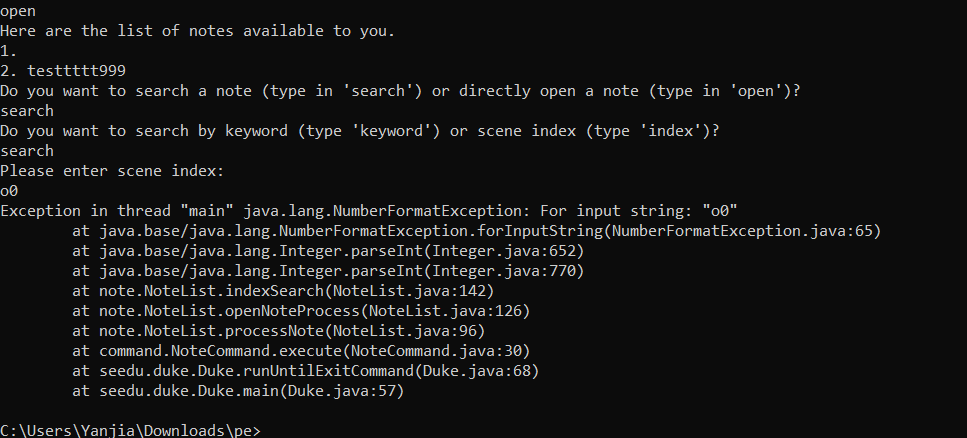 open
Here are the list of notes available to you.
1.
2. testtttt999
Do you want to search a note (type in 'search') or directly open a note (type in 'open')?
search
Do you want to search by keyword (type 'keyword') or scene index (type 'index')?
search
Please enter scene index:
o0
Exception in thread "main" java.lang.NumberFormatException: For input string: "o0"
        at java.base/java.lang.NumberFormatException.forInputString(NumberFormatException.java:65)
        at java.base/java.lang.Integer.parseInt(Integer.java:652)
        at java.base/java.lang.Integer.parseInt(Integer.java:770)
        at note.NoteList.indexSearch(NoteList.java:142)
        at note.NoteList.openNoteProcess(NoteList.java:126)
        at note.NoteList.processNote(NoteList.java:96)
        at command.NoteCommand.execute(NoteCommand.java:30)
        at seedu.duke.Duke.runUntilExitCommand(Duke.java:68)
        at seedu.duke.Duke.main(Duke.java:57)
C:\Users\Yanjia\Downloads\pe>